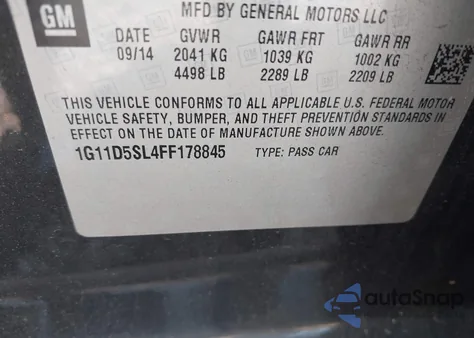 GM
MFD BY GENERAL MOTORS LLC
DATE GVWR GAWR FRT GAWR RR
09/14 2041 KG 1039 KG 1002 KG
4498 LB 2289 LB 2209 LB
THIS VEHICLE CONFORMS TO ALL APPLICABLE U.S. FEDERAL MOTOR
VEHICLE SAFETY, BUMPER, AND THEFT PREVENTION STANDARDS IN
EFFECT ON THE DATE OF MANUFACTURE SHOWN ABOVE.
1G11D5SL4FF178845 TYPE: PASS CAR
autoSnap